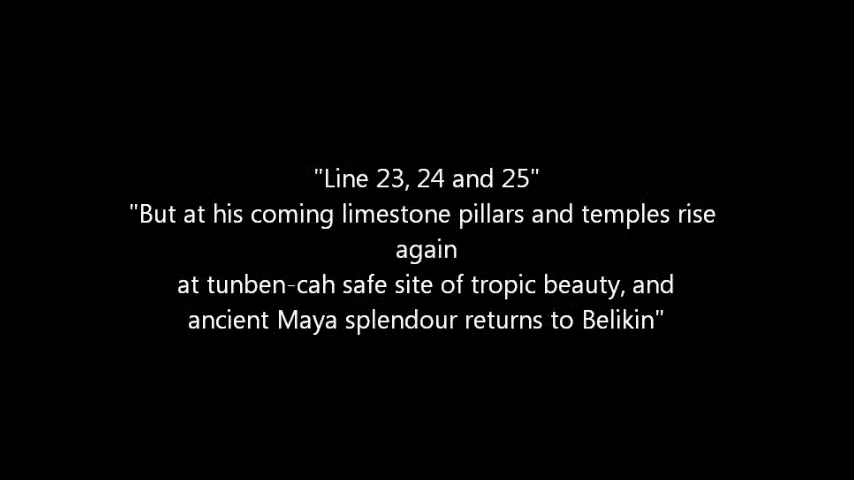 "Line 23, 24 and 25"
"But at his coming limestone pillars and temples rise
again
at tunben-cah safe site of tropic beauty, and
ancient Maya splendour returns to Belikin"